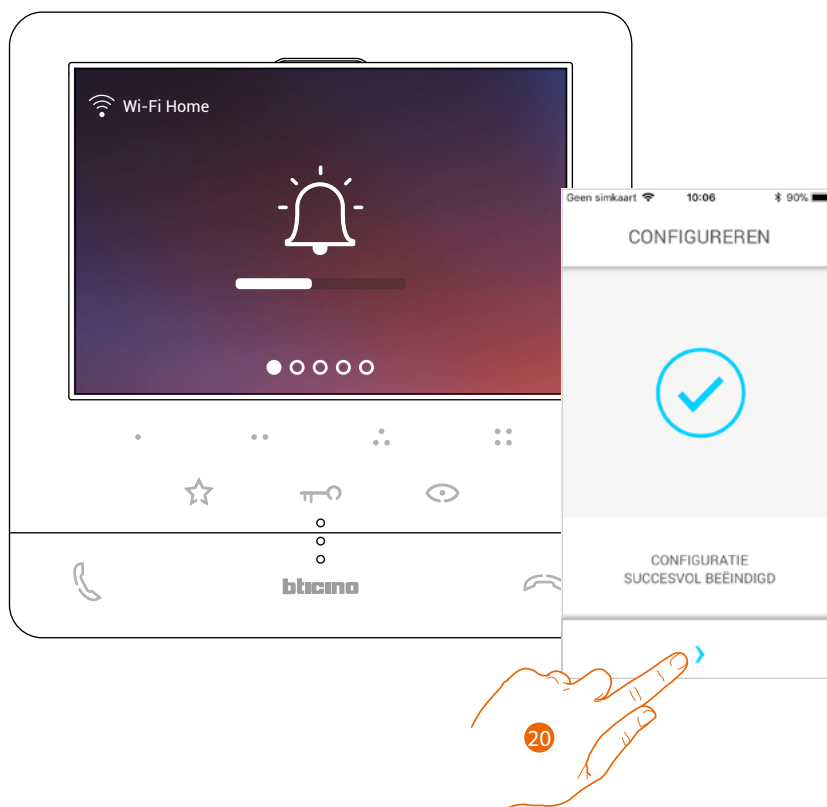 Wi-Fi Home
Geen simkaart 10:06 90%
CONFIGUREREN
CONFIGURATIE
SUCCESVOL BEËINDIGD
bticino
20